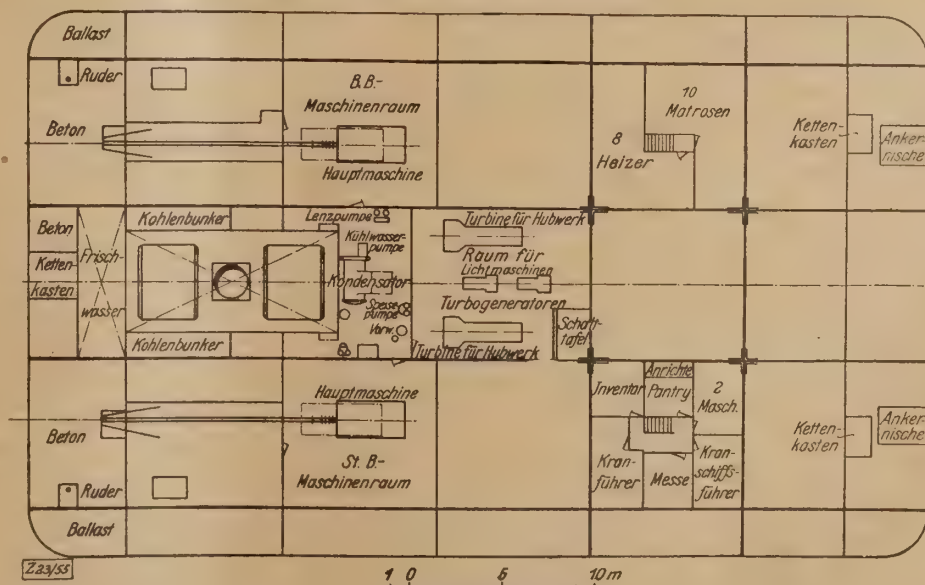 Ballast
Ruder
B.B.-
Maschinenraum
10
Matrosen
Beton
8
Heizer
Ketten-
kasten
Anker-
nische
Hauptmaschine
Beton
Kohlenbunker
Lenzpumpe
Turbine für Hubwerk
Frisch-
wasser
Ketten-
kasten
Kühlwasser-
pumpe
Kondensator
Raum für
Lichtmaschinen
Turbogeneratoren
Speise
pumpe
Vorw.
Schalt-
tafel
Kohlenbunker
Turbine für Hubwerk
Hauptmaschine
Inventar
Anrichte
Pantry
2
Masch.
Beton
St. B.-
Maschinenraum
Kran-
führer
Messe
Kran-
schiffs-
führer
Ketten-
kasten
Anker-
nische
Ruder
Ballast
Z23/55
1 0 5 10 m